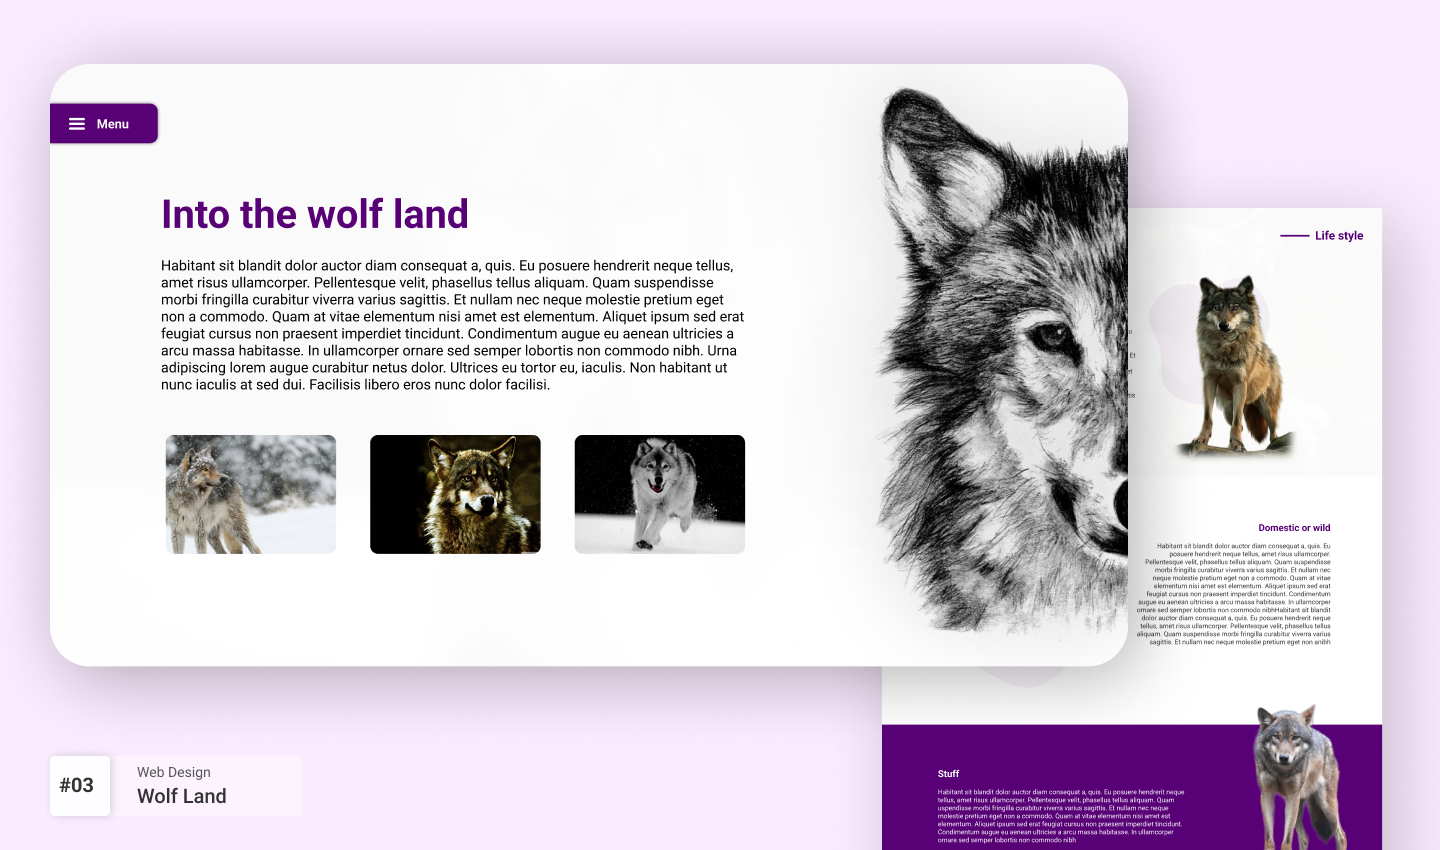 Menu
Into the wolf land
Habitant sit blandit dolor auctor diam consequat a, quis. Eu posuere hendrerit neque tellus,
amet risus ullamcorper. Pellentesque velit, phasellus tellus aliquam. Quam suspendisse
morbi fringilla curabitur viverra varius sagittis. Et nullam nec neque molestie pretium eget
non a commodo. Quam at vitae elementum nisi amet est elementum. Aliquet ipsum sed erat
feugiat cursus non praesent imperdiet tincidunt. Condimentum augue eu aenean ultricies a
arcu massa habitasse. In ullamcorper ornare sed semper lobortis non commodo nibh. Urna
adipiscing lorem augue curabitur netus dolor. Ultrices eu tortor eu, iaculis. Non habitant ut
nunc iaculis at sed dui. Facilisis libero eros nunc dolor facilisi.
Life style
Et
Domestic or wild
Habitant sit blandit dolor auctor diam consequat a, quis. Eu
posuere hendrerit neque tellus, amet risus ullamcorper.
Pellentesque velit, phasellus tellus aliquam. Quam suspendisse
morbi fringilla curabitur viverra varius sagittis. Et nullam nec
neque molestie pretium eget non a commodo. Quam at vitae
elementum nisi amet est elementum. Aliquet ipsum sed erat
feugiat cursus non praesent imperdiet tincidunt. Condimentum
augue eu aenean ultricies a arcu massa habitasse. In ullamcorper
ornare sed semper lobortis non commodo nibhHabitant sit blandit
dolor auctor diam consequat a, quis. Eu posuere hendrerit neque
tellus, amet risus ullamcorper. Pellentesque velit, phasellus tellus
aliquam. Quam suspendisse morbi fringilla curabitur viverra varius
sagittis. Et nullam nec neque molestie pretium eget non anibh
Stuff
Habitant sit blandit dolor auctor diam consequat a, quis. Eu posuere hendrerit neque
tellus, amet risus ullamcorper. Pellentesque velit, phasellus tellus aliquam. Quam
uspendisse morbi fringilla curabitur viverra varius sagittis. Et nullam nec neque
molestie pretium eget non a commodo. Quam at vitae elementum nisi amet est
elementum. Aliquet ipsum sed erat feugiat cursus non praesent imperdiet tincidunt.
Condimentum augue eu aenean ultricies a arcu massa habitasse. In ullamcorper
ornare sed semper lobortis non commodo nibh
#03
Web Design
Wolf Land